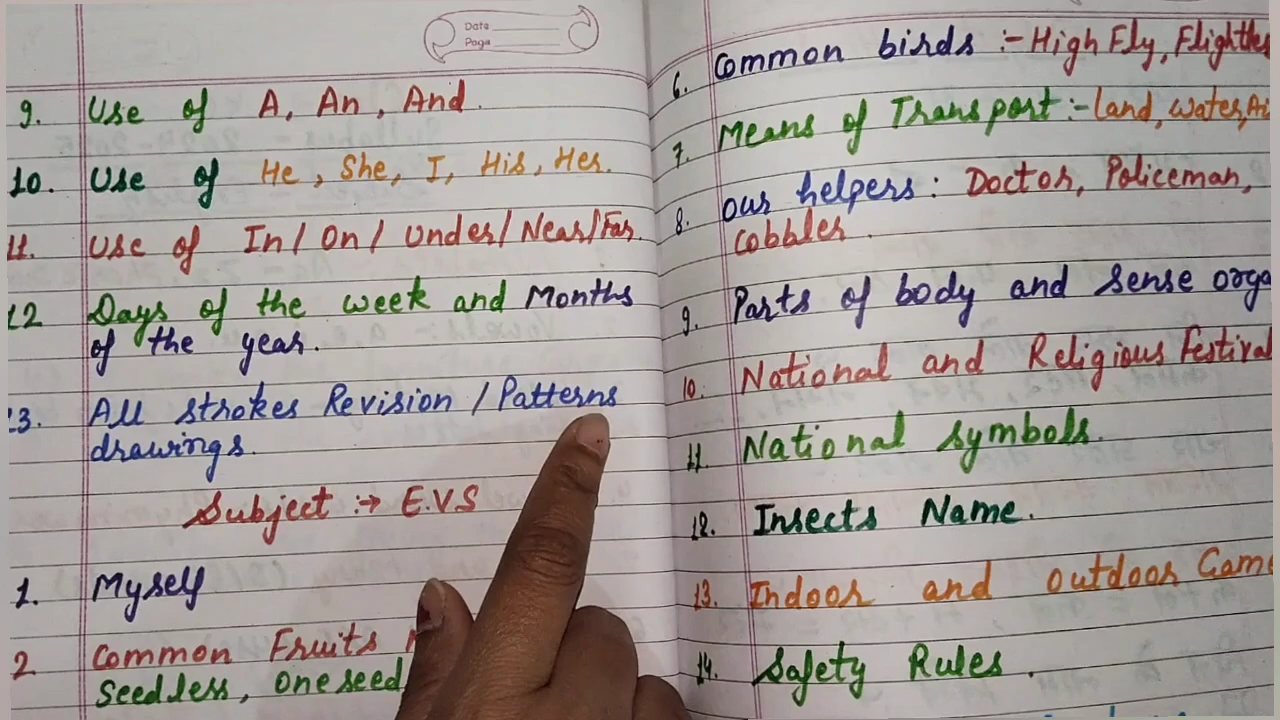 Date
Page
9. Use of A, An, And.
10. Use of He, She, I, His, Her.
11. Use of In / On / Under / Near / Far.
12 Days of the week and Months
of the year.
13. All strokes Revision / Patterns
drawings.
Subject :→ E.V.S
1. Myself
2 Common Fruits
Seedless, One seed,
6. Common birds :- High Fly, Flightles
7. Means of Transport :- Land, Water, Ai
8. Our helpers : Doctor, Policeman,
Cobbler.
9. Parts of body and Sense orga
10. National and Religious Festival
11. National symbols.
12. Insects Name.
13. Indoor and outdoor Game
14. Safety Rules.